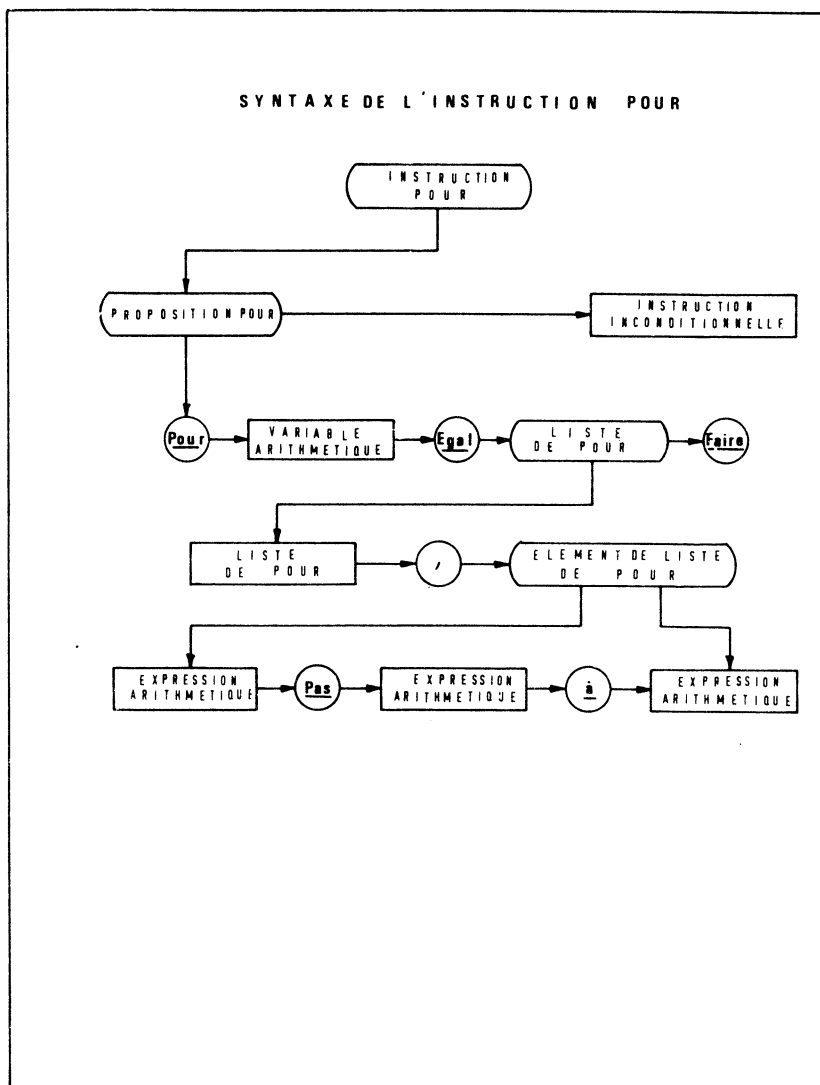 SYNTAXE DE L'INSTRUCTION POUR
INSTRUCTION
POUR
PROPOSITION POUR
INSTRUCTION
INCONDITIONNELLE
Pour
VARIABLE
ARITHMETIQUE
Egal
LISTE
DE POUR
Faire
LISTE
DE POUR
,
ELEMENT DE LISTE
DE POUR
EXPRESSION
ARITHMETIQUE
Pas
EXPRESSION
ARITHMETIQUE
à
EXPRESSION
ARITHMETIQUE